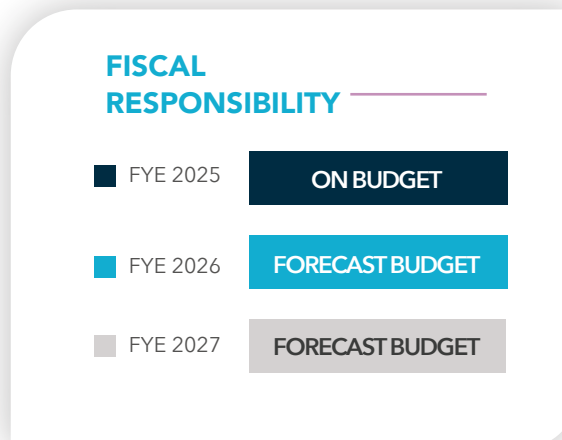 FISCAL
RESPONSIBILITY
FYE 2025 ON BUDGET
FYE 2026 FORECAST BUDGET
FYE 2027 FORECAST BUDGET